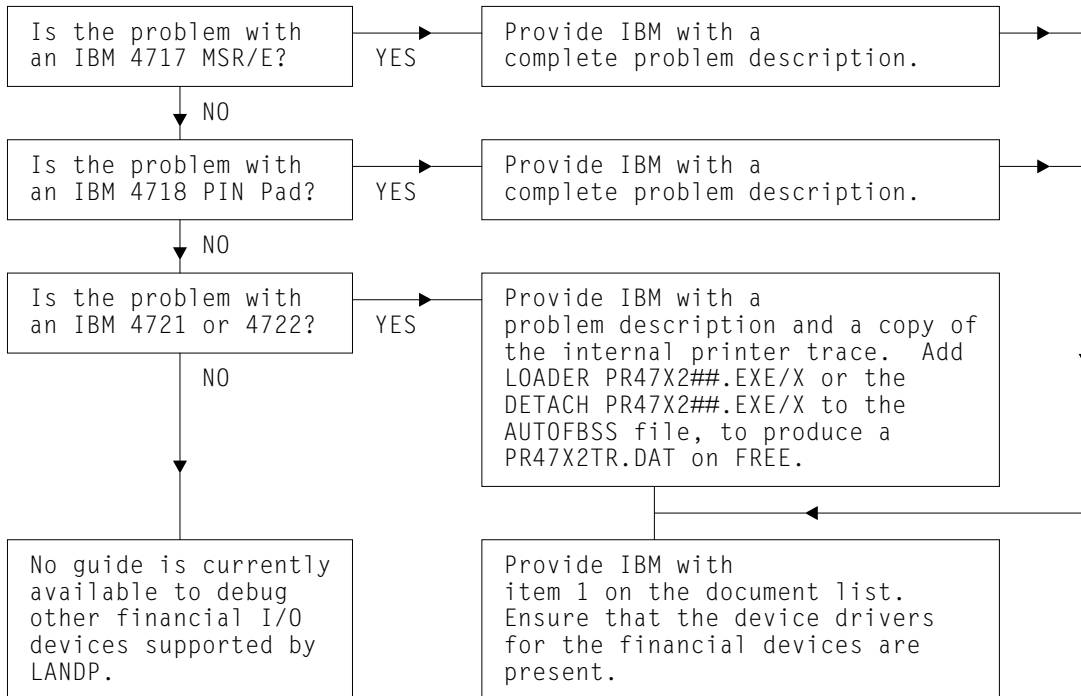 Is the problem with
an IBM 4717 MSR/E?
YES
Provide IBM with a
complete problem description.
NO
Is the problem with
an IBM 4718 PIN Pad?
YES
Provide IBM with a
complete problem description.
NO
Is the problem with
an IBM 4721 or 4722?
YES
Provide IBM with a
problem description and a copy of
the internal printer trace.  Add
LOADER PR47X2##.EXE/X or the
DETACH PR47X2##.EXE/X to the
AUTOFBSS file, to produce a
PR47X2TR.DAT on FREE.
NO
No guide is currently
available to debug
other financial I/O
devices supported by
LANDP.
Provide IBM with
item 1 on the document list.
Ensure that the device drivers
for the financial devices are
present.